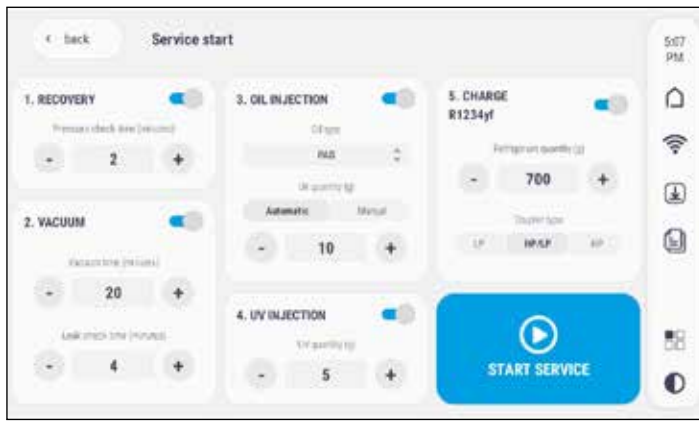 ‹ back
Service start
5:07
PM
1. RECOVERY
Pressure check time (minutes)
- 2 +
2. VACUUM
Vacuum time (minutes)
- 20 +
Leak check time (minutes)
- 4 +
3. OIL INJECTION
Oil type
PAG
Oil quantity (g)
Automatic Manual
- 10 +
4. UV INJECTION
UV quantity (g)
- 5 +
5. CHARGE
R1234yf
Refrigerant quantity (g)
- 700 +
Coupler type
LP HP/LP HP
START SERVICE